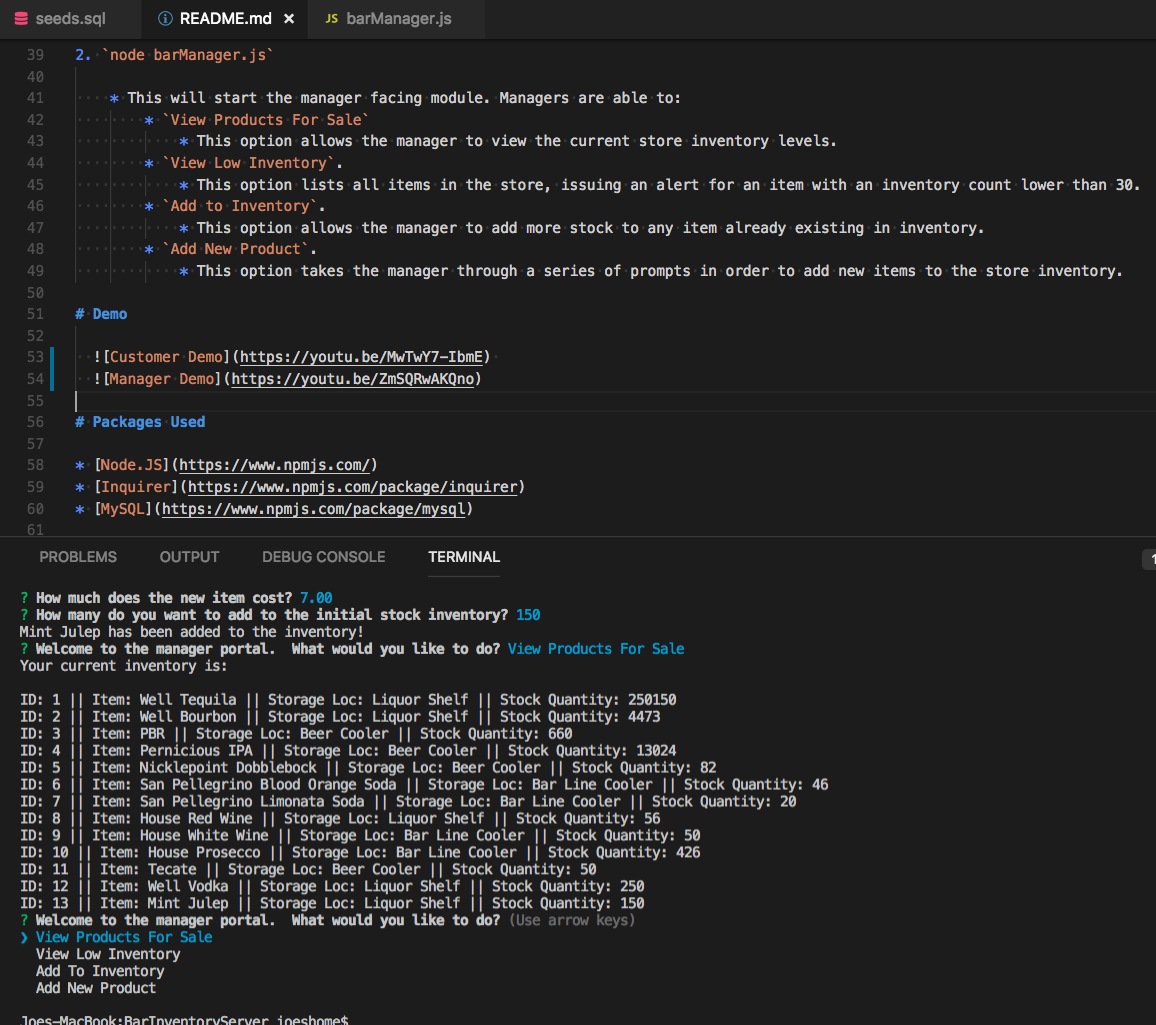 seeds.sql README.md × JS barManager.js
39 2. `node barManager.js`
40
41 * This will start the manager facing module. Managers are able to:
42 * `View Products For Sale`
43 * This option allows the manager to view the current store inventory levels.
44 * `View Low Inventory`.
45 * This option lists all items in the store, issuing an alert for an item with an inventory count lower than 30.
46 * `Add to Inventory`.
47 * This option allows the manager to add more stock to any item already existing in inventory.
48 * `Add New Product`.
49 * This option takes the manager through a series of prompts in order to add new items to the store inventory.
50
51 # Demo
52
53 ![Customer Demo](https://youtu.be/MwTwY7-IbmE)
54 ![Manager Demo](https://youtu.be/ZmSQRwAKQno)
55
56 # Packages Used
57
58 * [Node.JS](https://www.npmjs.com/)
59 * [Inquirer](https://www.npmjs.com/package/inquirer)
60 * [MySQL](https://www.npmjs.com/package/mysql)
61
PROBLEMS OUTPUT DEBUG CONSOLE TERMINAL 1
? How much does the new item cost? 7.00
? How many do you want to add to the initial stock inventory? 150
Mint Julep has been added to the inventory!
? Welcome to the manager portal.  What would you like to do? View Products For Sale
Your current inventory is:
ID: 1 || Item: Well Tequila || Storage Loc: Liquor Shelf || Stock Quantity: 250150
ID: 2 || Item: Well Bourbon || Storage Loc: Liquor Shelf || Stock Quantity: 4473
ID: 3 || Item: PBR || Storage Loc: Beer Cooler || Stock Quantity: 660
ID: 4 || Item: Pernicious IPA || Storage Loc: Beer Cooler || Stock Quantity: 13024
ID: 5 || Item: Nicklepoint Dobblebock || Storage Loc: Beer Cooler || Stock Quantity: 82
ID: 6 || Item: San Pellegrino Blood Orange Soda || Storage Loc: Bar Line Cooler || Stock Quantity: 46
ID: 7 || Item: San Pellegrino Limonata Soda || Storage Loc: Bar Line Cooler || Stock Quantity: 20
ID: 8 || Item: House Red Wine || Storage Loc: Liquor Shelf || Stock Quantity: 56
ID: 9 || Item: House White Wine || Storage Loc: Bar Line Cooler || Stock Quantity: 50
ID: 10 || Item: House Prosecco || Storage Loc: Bar Line Cooler || Stock Quantity: 426
ID: 11 || Item: Tecate || Storage Loc: Beer Cooler || Stock Quantity: 50
ID: 12 || Item: Well Vodka || Storage Loc: Liquor Shelf || Stock Quantity: 250
ID: 13 || Item: Mint Julep || Storage Loc: Liquor Shelf || Stock Quantity: 150
? Welcome to the manager portal.  What would you like to do? (Use arrow keys)
❯ View Products For Sale
View Low Inventory
Add To Inventory
Add New Product
Joes-MacBook:BarInventoryServer joeshome$